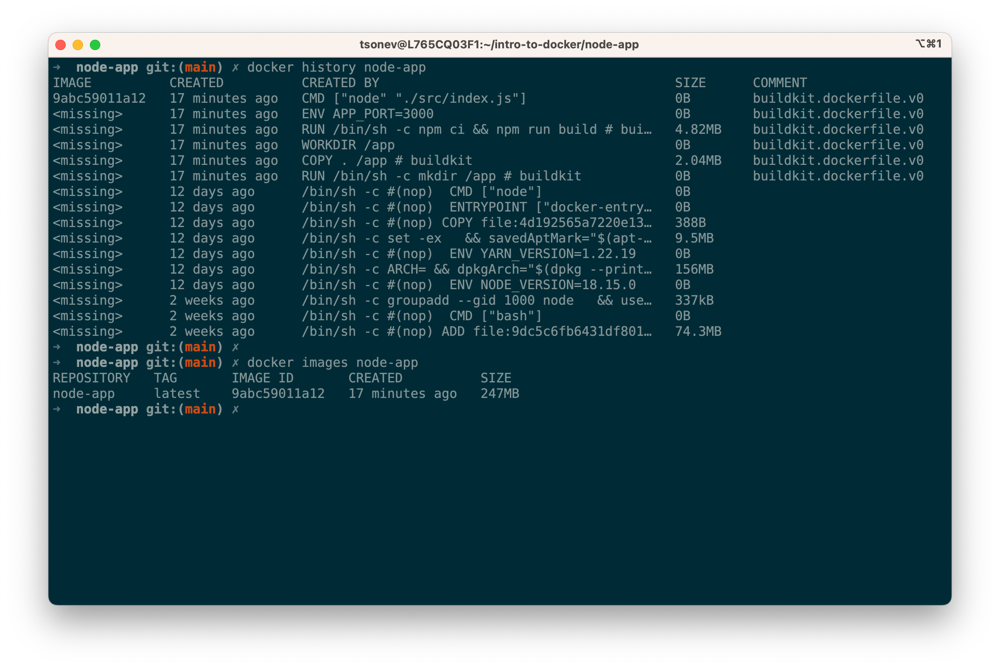 tsonev@L765CQ03F1:~/intro-to-docker/node-app ⌥⌘1
➜  node-app git:(main) ✗ docker history node-app
IMAGE          CREATED          CREATED BY                                      SIZE      COMMENT
9abc59011a12   17 minutes ago   CMD ["node" "./src/index.js"]                   0B        buildkit.dockerfile.v0
<missing>      17 minutes ago   ENV APP_PORT=3000                               0B        buildkit.dockerfile.v0
<missing>      17 minutes ago   RUN /bin/sh -c npm ci && npm run build # bui…   4.82MB    buildkit.dockerfile.v0
<missing>      17 minutes ago   WORKDIR /app                                    0B        buildkit.dockerfile.v0
<missing>      17 minutes ago   COPY . /app # buildkit                          2.04MB    buildkit.dockerfile.v0
<missing>      17 minutes ago   RUN /bin/sh -c mkdir /app # buildkit            0B        buildkit.dockerfile.v0
<missing>      12 days ago      /bin/sh -c #(nop)  CMD ["node"]                 0B
<missing>      12 days ago      /bin/sh -c #(nop)  ENTRYPOINT ["docker-entry…   0B
<missing>      12 days ago      /bin/sh -c #(nop) COPY file:4d192565a7220e13…   388B
<missing>      12 days ago      /bin/sh -c set -ex   && savedAptMark="$(apt-…   9.5MB
<missing>      12 days ago      /bin/sh -c #(nop)  ENV YARN_VERSION=1.22.19     0B
<missing>      12 days ago      /bin/sh -c ARCH= && dpkgArch="$(dpkg --print…   156MB
<missing>      12 days ago      /bin/sh -c #(nop)  ENV NODE_VERSION=18.15.0     0B
<missing>      2 weeks ago      /bin/sh -c groupadd --gid 1000 node   && use…   337kB
<missing>      2 weeks ago      /bin/sh -c #(nop)  CMD ["bash"]                 0B
<missing>      2 weeks ago      /bin/sh -c #(nop) ADD file:9dc5c6fb6431df801…   74.3MB
➜  node-app git:(main) ✗
➜  node-app git:(main) ✗ docker images node-app
REPOSITORY   TAG       IMAGE ID       CREATED          SIZE
node-app     latest    9abc59011a12   17 minutes ago   247MB
➜  node-app git:(main) ✗